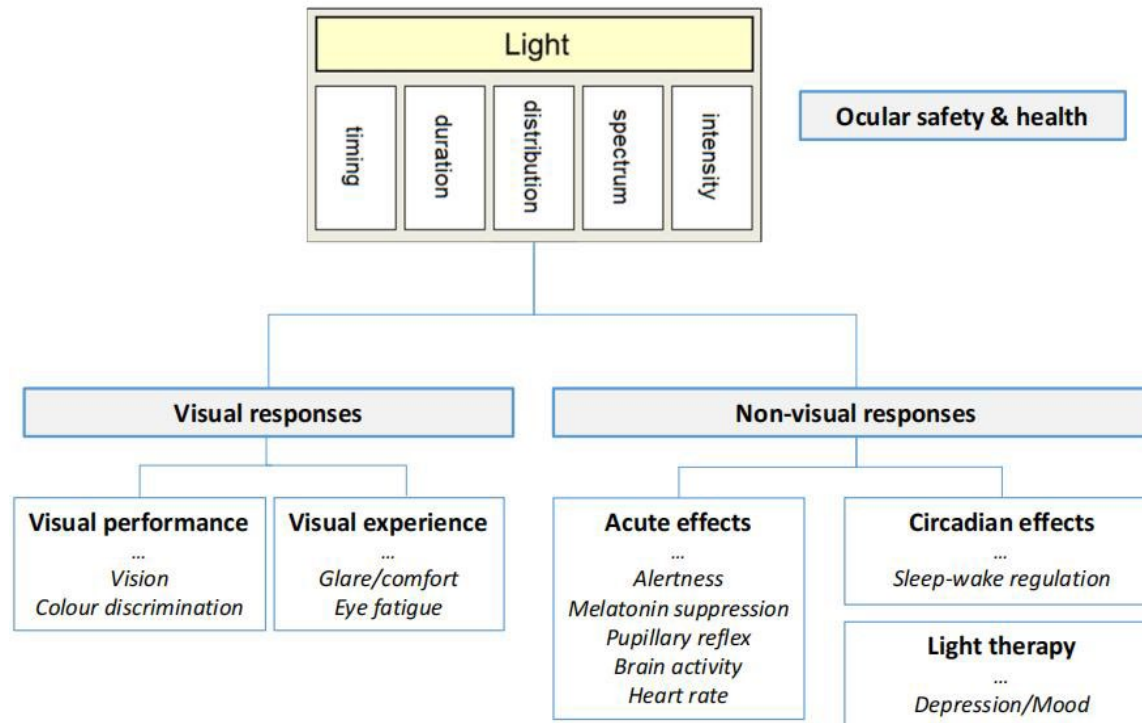 Light
timing
duration
distribution
spectrum
intensity
Ocular safety & health
Visual responses
Non-visual responses
Visual performance
...
Vision
Colour discrimination
Visual experience
...
Glare/comfort
Eye fatigue
Acute effects
...
Alertness
Melatonin suppression
Pupillary reflex
Brain activity
Heart rate
Circadian effects
...
Sleep-wake regulation
Light therapy
...
Depression/Mood